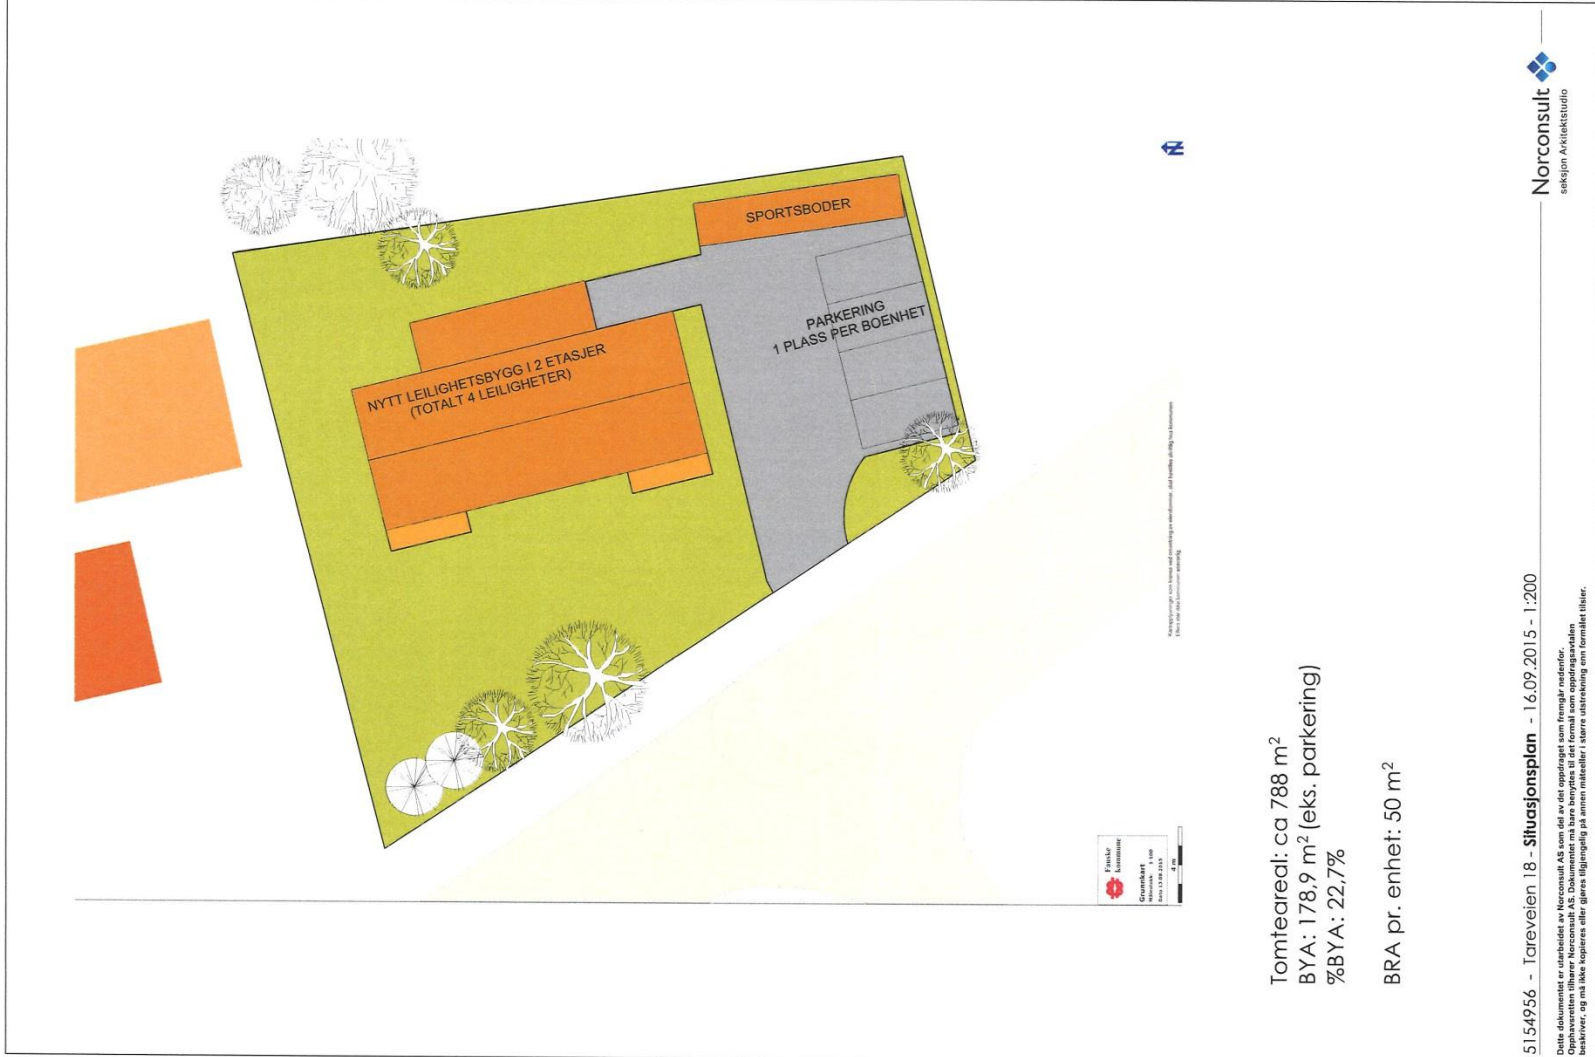 SPORTSBODER
PARKERING
1 PLASS PER BOENHET
NYTT LEILIGHETSBYGG I 2 ETASJER
(TOTALT 4 LEILIGHETER)
N
Fauske
kommune
Grunnkart
4 m
Tomteareal: ca 788 m²
BYA: 178,9 m² (eks. parkering)
%BYA: 22,7%
BRA pr. enhet: 50 m²
5154956 - Tareveien 18 - Situasjonsplan - 16.09.2015 - 1:200
Norconsult
seksjon Arkitektstudio
Dette dokumentet er utarbeidet av Norconsult AS som del av det oppdraget som fremgår nedenfor.
Opphavsretten tilhører Norconsult AS. Dokumentet må bare benyttes til det formål som oppdragsavtalen
beskriver, og må ikke kopieres eller gjøres tilgjengelig på annen måte eller i større utstrekning enn formålet tilsier.